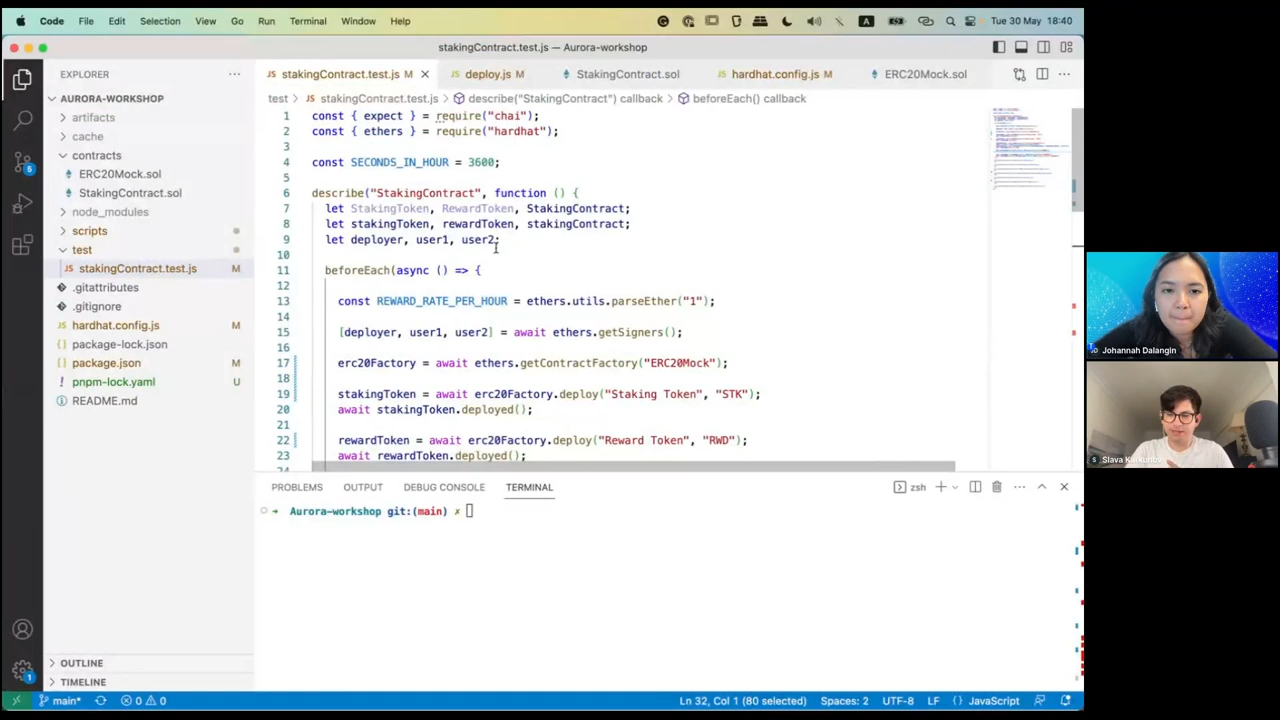 Code File Edit Selection View Go Run Terminal Window Help A Tue 30 May 18:40
stakingContract.test.js — Aurora-workshop
EXPLORER
stakingContract.test.js M deploy.js M StakingContract.sol hardhat.config.js M ERC20Mock.sol
AURORA-WORKSHOP
artifacts
cache
contracts
ERC20Mock.sol
StakingContract.sol
node_modules
scripts
test
stakingContract.test.js M
.gitattributes
.gitignore
hardhat.config.js M
package-lock.json
package.json M
pnpm-lock.yaml U
README.md
OUTLINE
TIMELINE
5
1
test > stakingContract.test.js > describe("StakingContract") callback > beforeEach() callback
1 const { expect } = require("chai");
2 const { ethers } = require("hardhat");
3
4 const SECONDS_IN_HOUR = 3600;
5
6 describe("StakingContract", function () {
7 let StakingToken, RewardToken, StakingContract;
8 let stakingToken, rewardToken, stakingContract;
9 let deployer, user1, user2;
10
11 beforeEach(async () => {
12
13 const REWARD_RATE_PER_HOUR = ethers.utils.parseEther("1");
14
15 [deployer, user1, user2] = await ethers.getSigners();
16
17 erc20Factory = await ethers.getContractFactory("ERC20Mock");
18
19 stakingToken = await erc20Factory.deploy("Staking Token", "STK");
20 await stakingToken.deployed();
21
22 rewardToken = await erc20Factory.deploy("Reward Token", "RWD");
23 await rewardToken.deployed();
24
PROBLEMS OUTPUT DEBUG CONSOLE TERMINAL zsh
Aurora-workshop git:(main) ✗
main* 0 0 Ln 32, Col 1 (80 selected) Spaces: 2 UTF-8 LF {} JavaScript
Johannah Dalangin
Slava